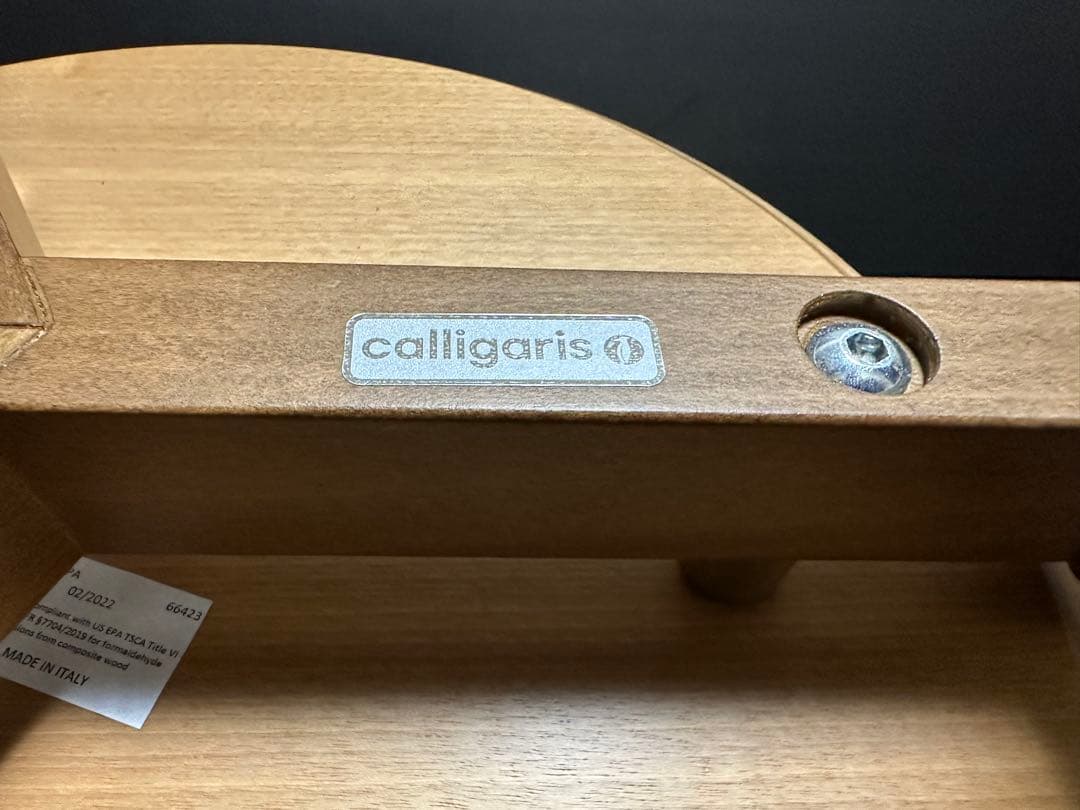 calligaris
PA
02/2022 66423
ompliant with US EPA TSCA Title VI
R §7704/2019 for formaldehyde
ions from composite wood
MADE IN ITALY